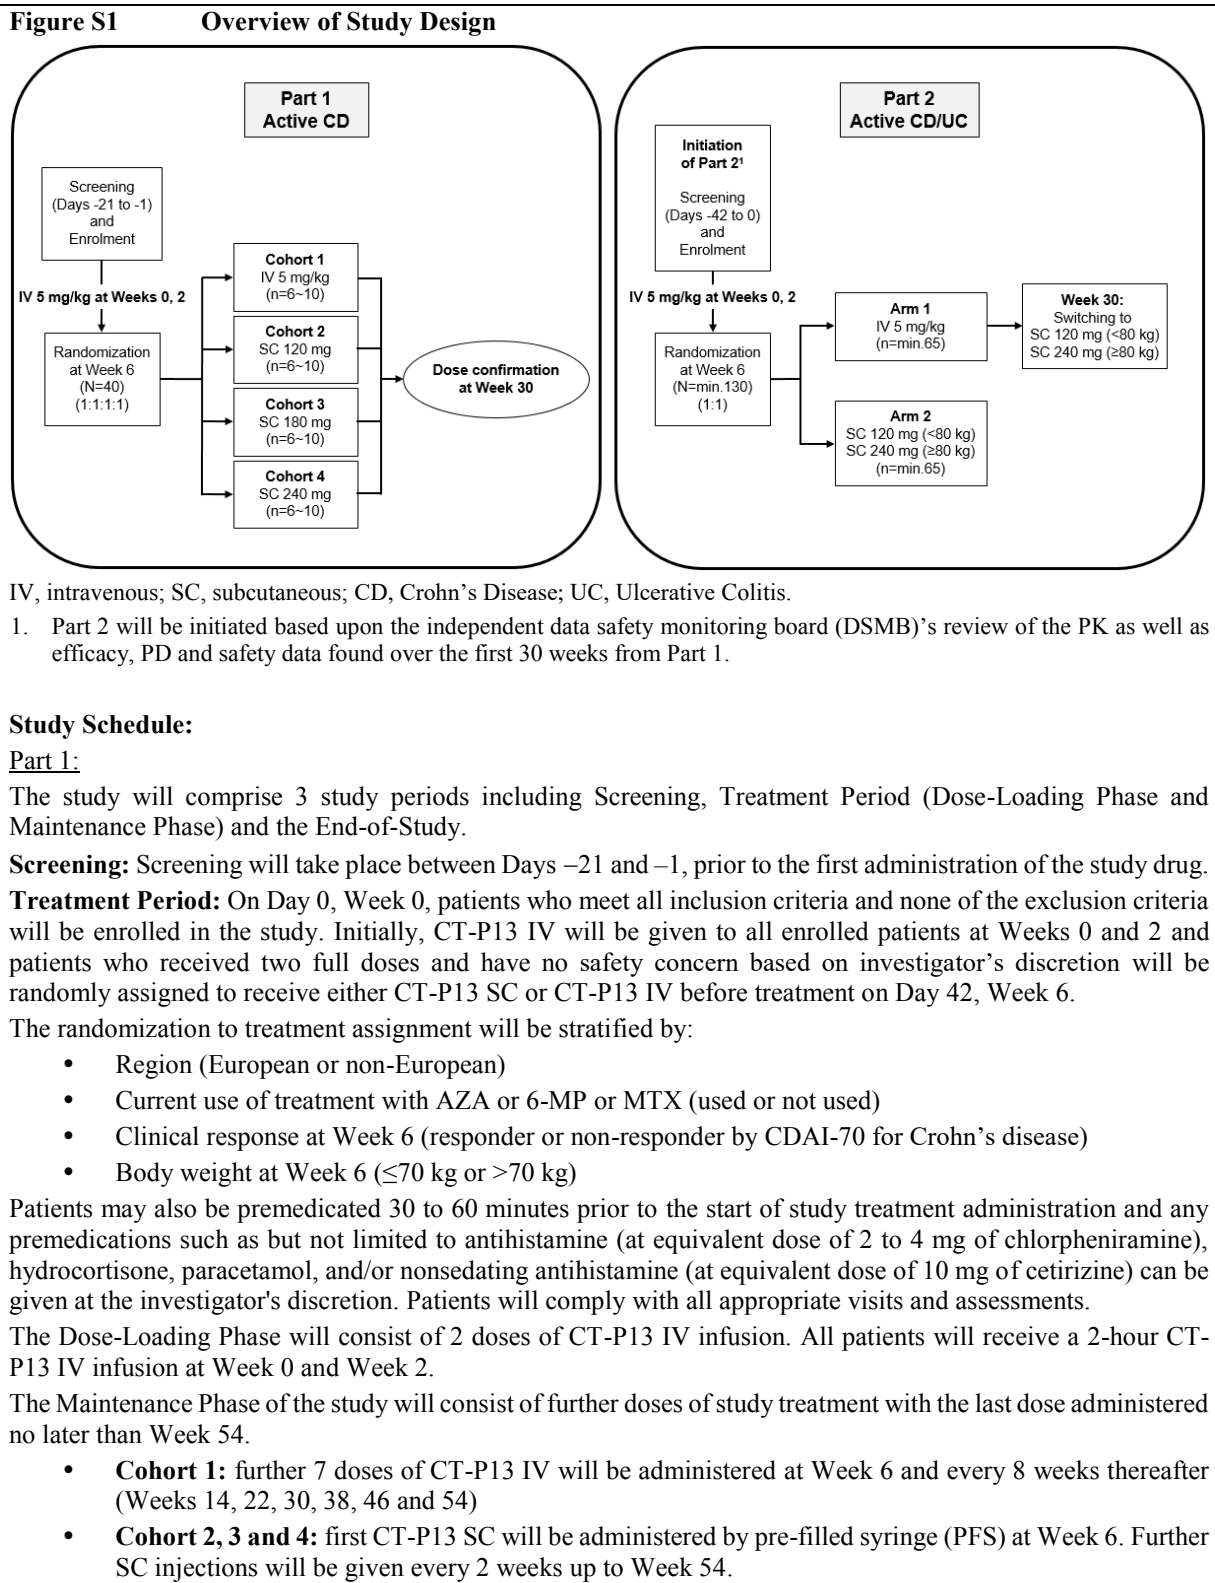 Figure S1 Overview of Study Design
Part 1
Active CD
Screening
(Days -21 to -1)
and
Enrolment
IV 5 mg/kg at Weeks 0, 2
Randomization
at Week 6
(N=40)
(1:1:1:1)
Cohort 1
IV 5 mg/kg
(n=6~10)
Cohort 2
SC 120 mg
(n=6~10)
Cohort 3
SC 180 mg
(n=6~10)
Cohort 4
SC 240 mg
(n=6~10)
Dose confirmation
at Week 30
Part 2
Active CD/UC
Initiation
of Part 2¹
Screening
(Days -42 to 0)
and
Enrolment
IV 5 mg/kg at Weeks 0, 2
Randomization
at Week 6
(N=min.130)
(1:1)
Arm 1
IV 5 mg/kg
(n=min.65)
Arm 2
SC 120 mg (<80 kg)
SC 240 mg (≥80 kg)
(n=min.65)
Week 30:
Switching to
SC 120 mg (<80 kg)
SC 240 mg (≥80 kg)
IV, intravenous; SC, subcutaneous; CD, Crohn’s Disease; UC, Ulcerative Colitis.
1. Part 2 will be initiated based upon the independent data safety monitoring board (DSMB)’s review of the PK as well as
efficacy, PD and safety data found over the first 30 weeks from Part 1.
Study Schedule:
Part 1:
The study will comprise 3 study periods including Screening, Treatment Period (Dose-Loading Phase and
Maintenance Phase) and the End-of-Study.
Screening: Screening will take place between Days −21 and –1, prior to the first administration of the study drug.
Treatment Period: On Day 0, Week 0, patients who meet all inclusion criteria and none of the exclusion criteria
will be enrolled in the study. Initially, CT-P13 IV will be given to all enrolled patients at Weeks 0 and 2 and
patients who received two full doses and have no safety concern based on investigator’s discretion will be
randomly assigned to receive either CT-P13 SC or CT-P13 IV before treatment on Day 42, Week 6.
The randomization to treatment assignment will be stratified by:
• Region (European or non-European)
• Current use of treatment with AZA or 6-MP or MTX (used or not used)
• Clinical response at Week 6 (responder or non-responder by CDAI-70 for Crohn’s disease)
• Body weight at Week 6 (≤70 kg or >70 kg)
Patients may also be premedicated 30 to 60 minutes prior to the start of study treatment administration and any
premedications such as but not limited to antihistamine (at equivalent dose of 2 to 4 mg of chlorpheniramine),
hydrocortisone, paracetamol, and/or nonsedating antihistamine (at equivalent dose of 10 mg of cetirizine) can be
given at the investigator's discretion. Patients will comply with all appropriate visits and assessments.
The Dose-Loading Phase will consist of 2 doses of CT-P13 IV infusion. All patients will receive a 2-hour CT-
P13 IV infusion at Week 0 and Week 2.
The Maintenance Phase of the study will consist of further doses of study treatment with the last dose administered
no later than Week 54.
• Cohort 1: further 7 doses of CT-P13 IV will be administered at Week 6 and every 8 weeks thereafter
(Weeks 14, 22, 30, 38, 46 and 54)
• Cohort 2, 3 and 4: first CT-P13 SC will be administered by pre-filled syringe (PFS) at Week 6. Further
SC injections will be given every 2 weeks up to Week 54.